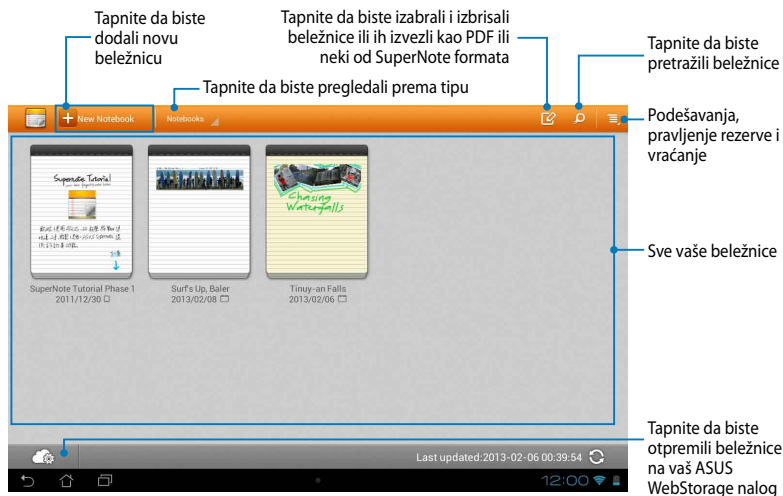 Tapnite da biste
dodali novu
beležnicu
Tapnite da biste izabrali i izbrisali
beležnice ili ih izvezli kao PDF ili
neki od SuperNote formata
Tapnite da biste
pretražili beležnice
Tapnite da biste pregledali prema tipu
New Notebook
Notebooks
Podešavanja,
pravljenje rezerve i
vraćanje
Supernote Tutorial
Chasing
Waterfalls
SuperNote Tutorial Phase 1
2011/12/30
Surf's Up, Baler
2013/02/08
Tinuy-an Falls
2013/02/06
Sve vaše beležnice
Tapnite da biste
otpremili beležnice
na vaš ASUS
WebStorage nalog
Last updated:2013-02-06 00:39:54
12:00